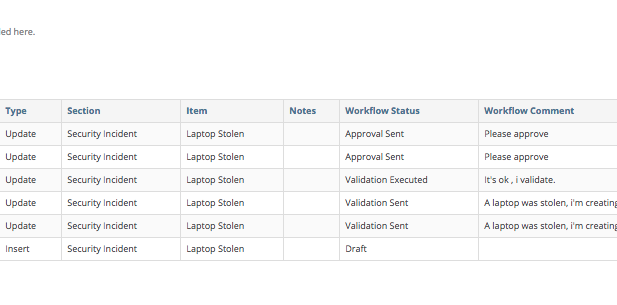 ed here.
Type Section Item Notes Workflow Status Workflow Comment
Update Security Incident Laptop Stolen Approval Sent Please approve
Update Security Incident Laptop Stolen Approval Sent Please approve
Update Security Incident Laptop Stolen Validation Executed It's ok , i validate.
Update Security Incident Laptop Stolen Validation Sent A laptop was stolen, i'm creating
Update Security Incident Laptop Stolen Validation Sent A laptop was stolen, i'm creating
Insert Security Incident Laptop Stolen Draft